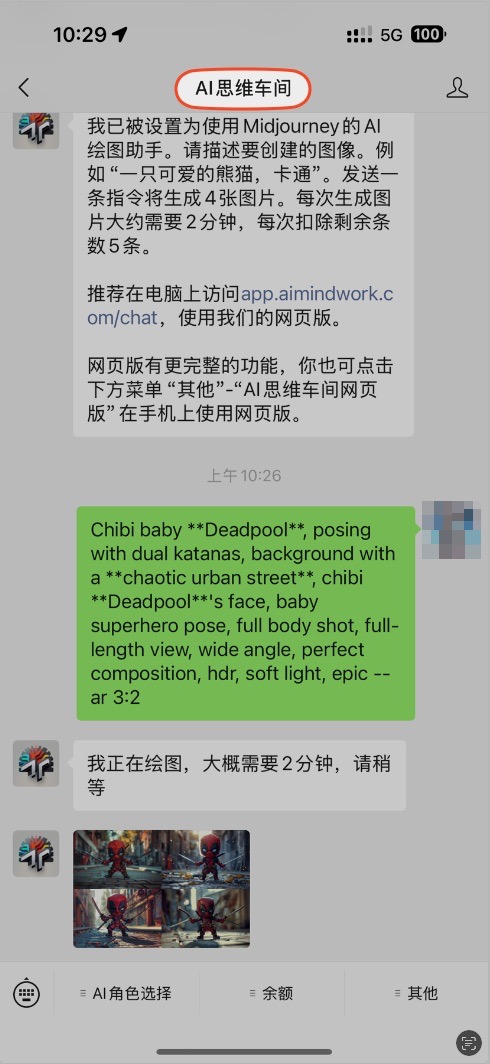 10:29
5G
100
AI思维车间
我已被设置为使用Midjourney的AI
绘图助手。请描述要创建的图像。例
如“一只可爱的熊猫，卡通”。发送一
条指令将生成4张图片。每次生成图
片大约需要2分钟，每次扣除剩余条
数5条。
推荐在电脑上访问app.aimindwork.c
om/chat，使用我们的网页版。
网页版有更完整的功能，你也可点击
下方菜单“其他”-“AI思维车间网页
版”在手机上使用网页版。
上午10:26
Chibi baby **Deadpool**, posing
with dual katanas, background with
a **chaotic urban street**, chibi
**Deadpool**'s face, baby
superhero pose, full body shot, full-
length view, wide angle, perfect
composition, hdr, soft light, epic --
ar 3:2
我正在绘图，大概需要2分钟，请稍
等
AI角色选择
余额
其他